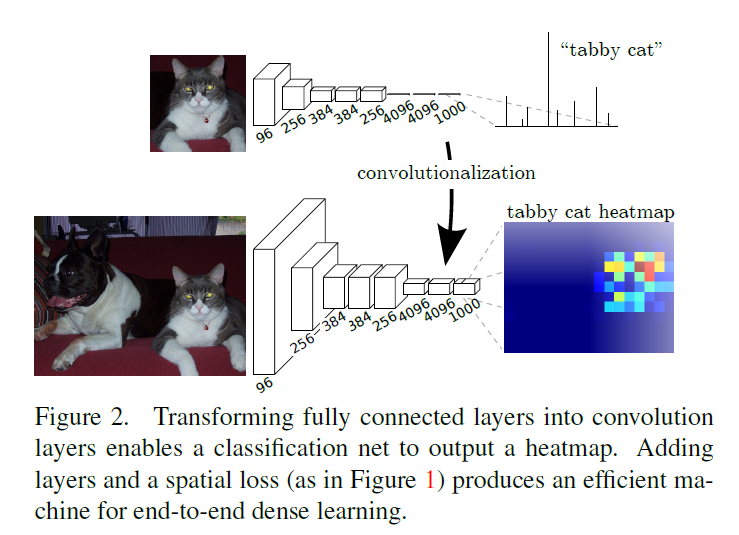 “tabby cat”
96
256
384
384
256
4096
4096
1000
convolutionalization
tabby cat heatmap
96
256
384
384
256
4096
4096
1000
Figure 2. Transforming fully connected layers into convolution
layers enables a classification net to output a heatmap. Adding
layers and a spatial loss (as in Figure 1) produces an efficient ma-
chine for end-to-end dense learning.